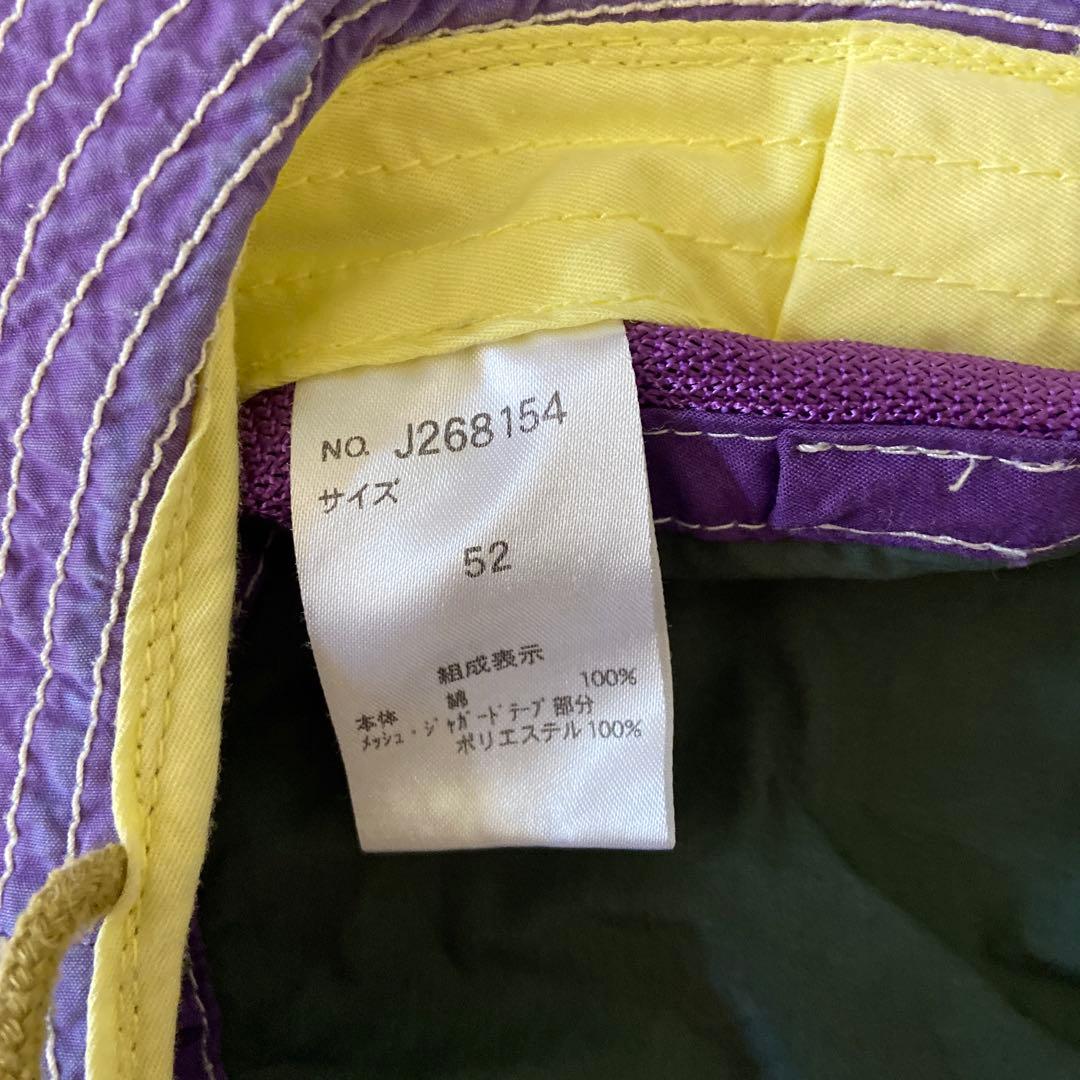 NO. J268154
サイズ
52
組成表示
本体 綿 100%
メッシュ・ジャガードテープ部分
ポリエステル100%